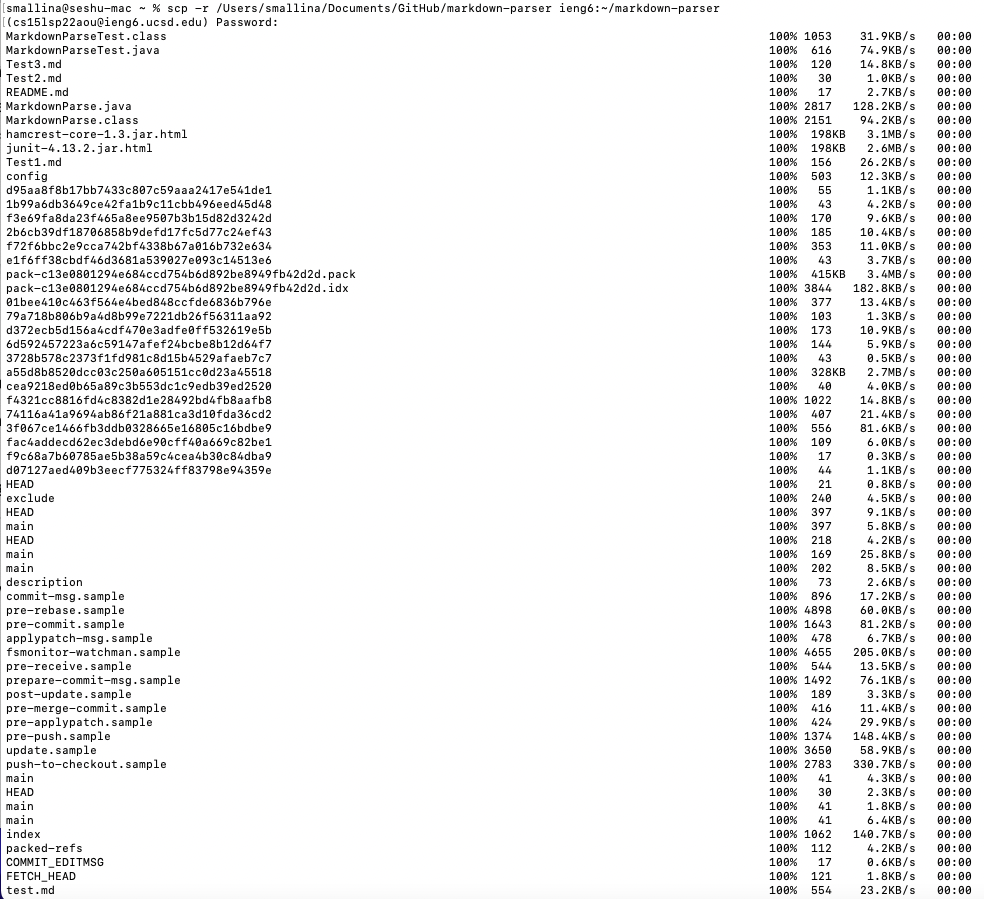 [smallina@seshu-mac ~ % scp -r /Users/smallina/Documents/GitHub/markdown-parser ieng6:~/markdown-parser
[(cs15lsp22aou@ieng6.ucsd.edu) Password:
MarkdownParseTest.class 100% 1053 31.9KB/s 00:00
MarkdownParseTest.java 100% 616 74.9KB/s 00:00
Test3.md 100% 120 14.8KB/s 00:00
Test2.md 100% 30 1.0KB/s 00:00
README.md 100% 17 2.7KB/s 00:00
MarkdownParse.java 100% 2817 128.2KB/s 00:00
MarkdownParse.class 100% 2151 94.2KB/s 00:00
hamcrest-core-1.3.jar.html 100% 198KB 3.1MB/s 00:00
junit-4.13.2.jar.html 100% 198KB 2.6MB/s 00:00
Test1.md 100% 156 26.2KB/s 00:00
config 100% 503 12.3KB/s 00:00
d95aa8f8b17bb7433c807c59aaa2417e541de1 100% 55 1.1KB/s 00:00
1b99a6db3649ce42fa1b9c11cbb496eed45d48 100% 43 4.2KB/s 00:00
f3e69fa8da23f465a8ee9507b3b15d82d3242d 100% 170 9.6KB/s 00:00
2b6cb39df18706858b9defd17fc5d77c24ef43 100% 185 10.4KB/s 00:00
f72f6bbc2e9cca742bf4338b67a016b732e634 100% 353 11.0KB/s 00:00
e1f6ff38cbdf46d3681a539027e093c14513e6 100% 43 3.7KB/s 00:00
pack-c13e0801294e684ccd754b6d892be8949fb42d2d.pack 100% 415KB 3.4MB/s 00:00
pack-c13e0801294e684ccd754b6d892be8949fb42d2d.idx 100% 3844 182.8KB/s 00:00
01bee410c463f564e4bed848ccfde6836b796e 100% 377 13.4KB/s 00:00
79a718b806b9a4d8b99e7221db26f56311aa92 100% 103 1.3KB/s 00:00
d372ecb5d156a4cdf470e3adfe0ff532619e5b 100% 173 10.9KB/s 00:00
6d592457223a6c59147afef24bcbe8b12d64f7 100% 144 5.9KB/s 00:00
3728b578c2373f1fd981c8d15b4529afaeb7c7 100% 43 0.5KB/s 00:00
a55d8b8520dcc03c250a605151cc0d23a45518 100% 328KB 2.7MB/s 00:00
cea9218ed0b65a89c3b553dc1c9edb39ed2520 100% 40 4.0KB/s 00:00
f4321cc8816fd4c8382d1e28492bd4fb8aafb8 100% 1022 14.8KB/s 00:00
74116a41a9694ab86f21a881ca3d10fda36cd2 100% 407 21.4KB/s 00:00
3f067ce1466fb3ddb0328665e16805c16bdbe9 100% 556 81.6KB/s 00:00
fac4addecd62ec3debd6e90cff40a669c82be1 100% 109 6.0KB/s 00:00
f9c68a7b60785ae5b38a59c4cea4b30c84dba9 100% 17 0.3KB/s 00:00
d07127aed409b3eecf775324ff83798e94359e 100% 44 1.1KB/s 00:00
HEAD 100% 21 0.8KB/s 00:00
exclude 100% 240 4.5KB/s 00:00
HEAD 100% 397 9.1KB/s 00:00
main 100% 397 5.8KB/s 00:00
HEAD 100% 218 4.2KB/s 00:00
main 100% 169 25.8KB/s 00:00
main 100% 202 8.5KB/s 00:00
description 100% 73 2.6KB/s 00:00
commit-msg.sample 100% 896 17.2KB/s 00:00
pre-rebase.sample 100% 4898 60.0KB/s 00:00
pre-commit.sample 100% 1643 81.2KB/s 00:00
applypatch-msg.sample 100% 478 6.7KB/s 00:00
fsmonitor-watchman.sample 100% 4655 205.0KB/s 00:00
pre-receive.sample 100% 544 13.5KB/s 00:00
prepare-commit-msg.sample 100% 1492 76.1KB/s 00:00
post-update.sample 100% 189 3.3KB/s 00:00
pre-merge-commit.sample 100% 416 11.4KB/s 00:00
pre-applypatch.sample 100% 424 29.9KB/s 00:00
pre-push.sample 100% 1374 148.4KB/s 00:00
update.sample 100% 3650 58.9KB/s 00:00
push-to-checkout.sample 100% 2783 330.7KB/s 00:00
main 100% 41 4.3KB/s 00:00
HEAD 100% 30 2.3KB/s 00:00
main 100% 41 1.8KB/s 00:00
main 100% 41 6.4KB/s 00:00
index 100% 1062 140.7KB/s 00:00
packed-refs 100% 112 4.2KB/s 00:00
COMMIT_EDITMSG 100% 17 0.6KB/s 00:00
FETCH_HEAD 100% 121 1.8KB/s 00:00
test.md 100% 554 23.2KB/s 00:00